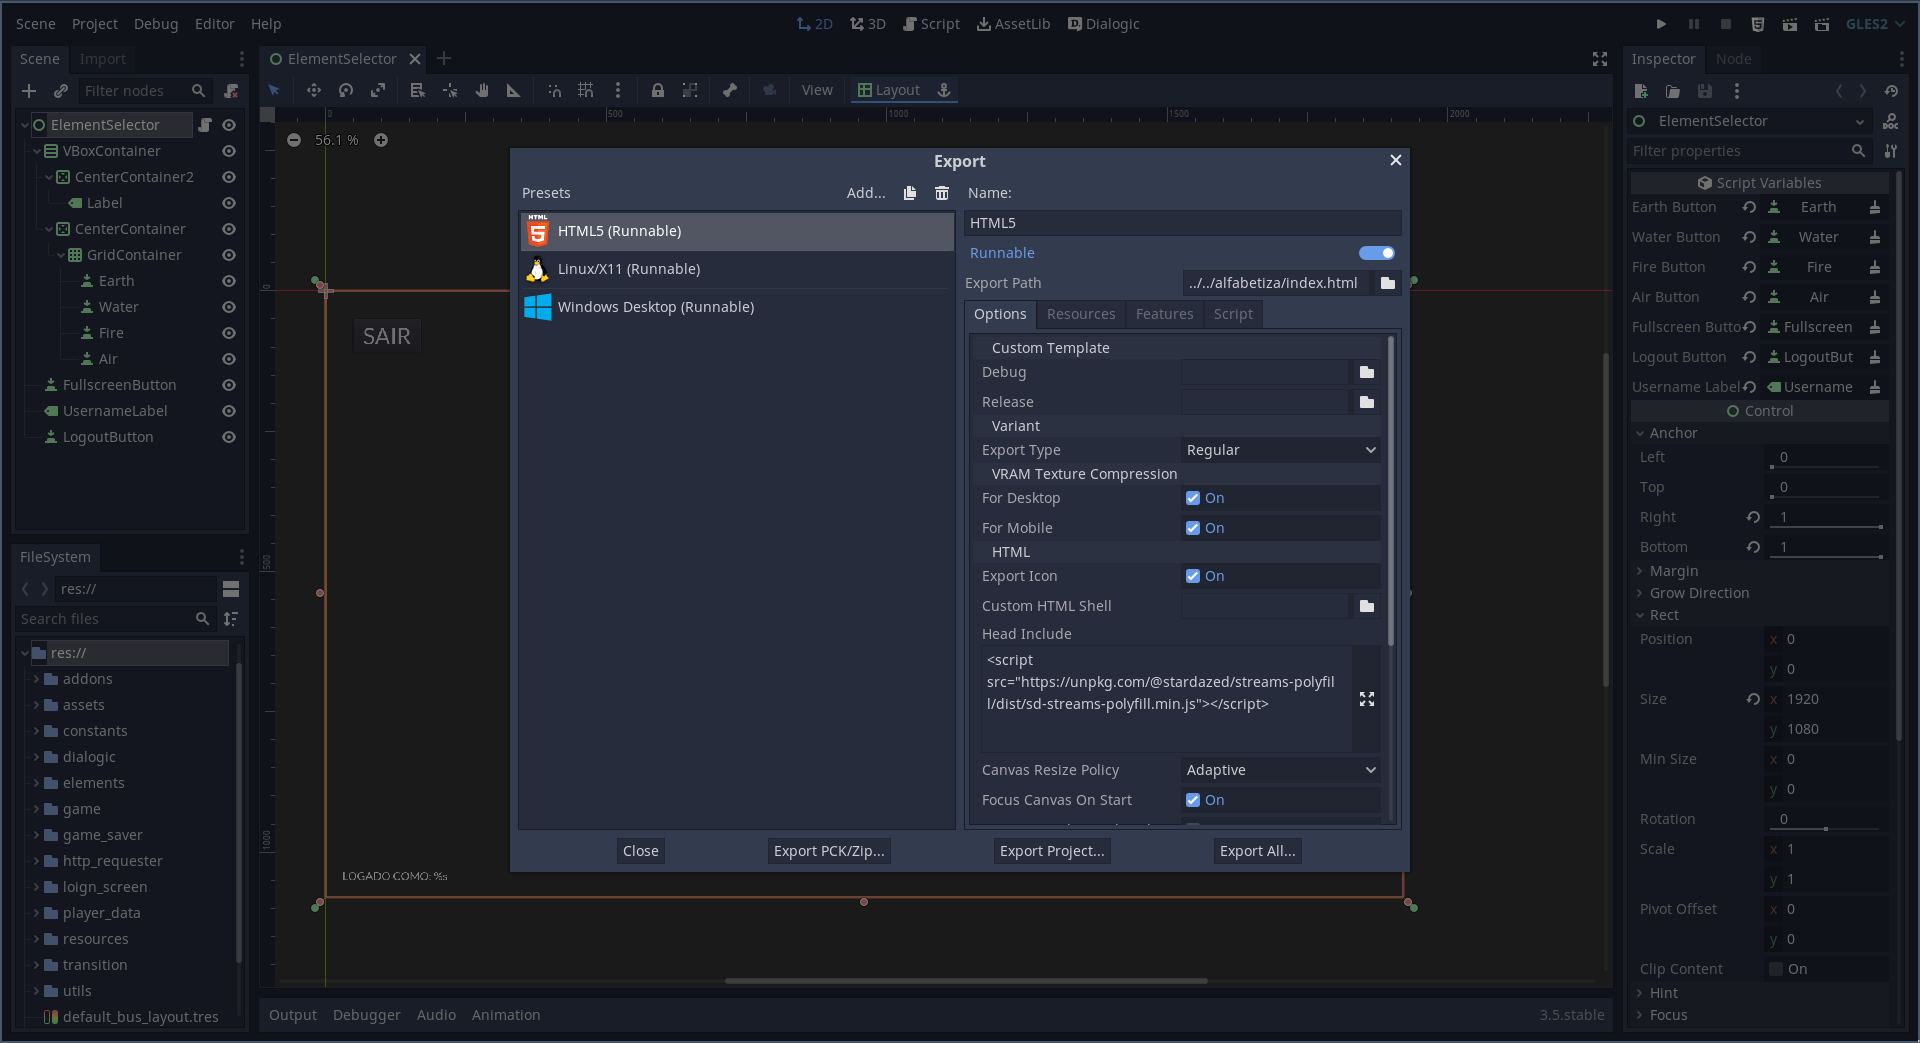 Scene Project Debug Editor Help
2D 3D Script AssetLib Dialogic
GLES2
Scene Import
Filter nodes
ElementSelector
VBoxContainer
CenterContainer2
Label
CenterContainer
GridContainer
Earth
Water
Fire
Air
FullscreenButton
UsernameLabel
LogoutButton
FileSystem
res://
Search files
res://
addons
assets
constants
dialogic
elements
game
game_saver
http_requester
loign_screen
player_data
resources
transition
utils
default_bus_layout.tres
ElementSelector
View Layout
0 500 1000 1500 2000
56.1 %
0
500
1000
SAIR
LOGADO COMO: %s
Export
Presets Add...
HTML5 (Runnable)
Linux/X11 (Runnable)
Windows Desktop (Runnable)
Name:
HTML5
Runnable
Export Path ../../alfabetiza/index.html
Options Resources Features Script
Custom Template
Debug
Release
Variant
Export Type Regular
VRAM Texture Compression
For Desktop On
For Mobile On
HTML
Export Icon On
Custom HTML Shell
Head Include
<script
src="https://unpkg.com/@stardazed/streams-polyfil
l/dist/sd-streams-polyfill.min.js"></script>
Canvas Resize Policy Adaptive
Focus Canvas On Start On
Close Export PCK/Zip... Export Project... Export All...
Output Debugger Audio Animation 3.5.stable
Inspector Node
ElementSelector
DOC
Filter properties
Script Variables
Earth Button Earth
Water Button Water
Fire Button Fire
Air Button Air
Fullscreen Butto Fullscreen
Logout Button LogoutBut
Username Label Username
Control
Anchor
Left 0
Top 0
Right 1
Bottom 1
Margin
Grow Direction
Rect
Position x 0
y 0
Size x 1920
y 1080
Min Size x 0
y 0
Rotation 0
Scale x 1
y 1
Pivot Offset x 0
y 0
Clip Content On
Hint
Focus